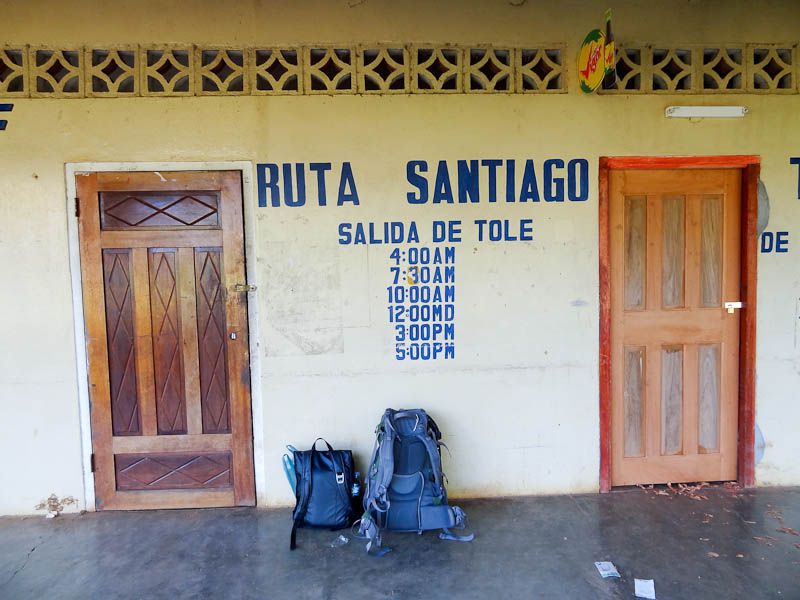 RUTA SANTIAGO
SALIDA DE TOLE
4:00AM
7:30AM
10:00AM
12:00MD
3:00PM
5:00PM
T
DE